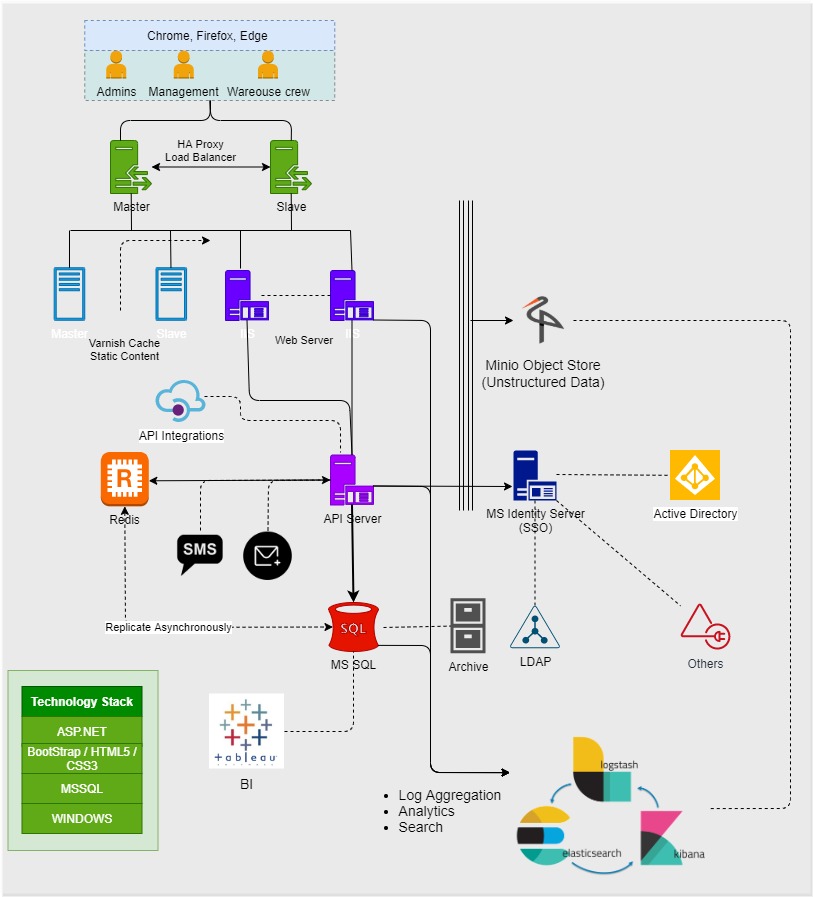 Chrome, Firefox, Edge
Admins
Management
Wareouse crew
HA Proxy
Load Balancer
Master
Slave
Master
Slave
IIS
IIS
Varnish Cache
Static Content
Web Server
Minio Object Store
(Unstructured Data)
API Integrations
R
Redis
API Server
MS Identity Server
(SSO)
Active Directory
SMS
Replicate Asynchronously
SQL
MS SQL
Archive
LDAP
Others
Technology Stack
ASP.NET
BootStrap / HTML5 /
CSS3
MSSQL
WINDOWS
tableau
BI
• Log Aggregation
• Analytics
• Search
logstash
elasticsearch
kibana